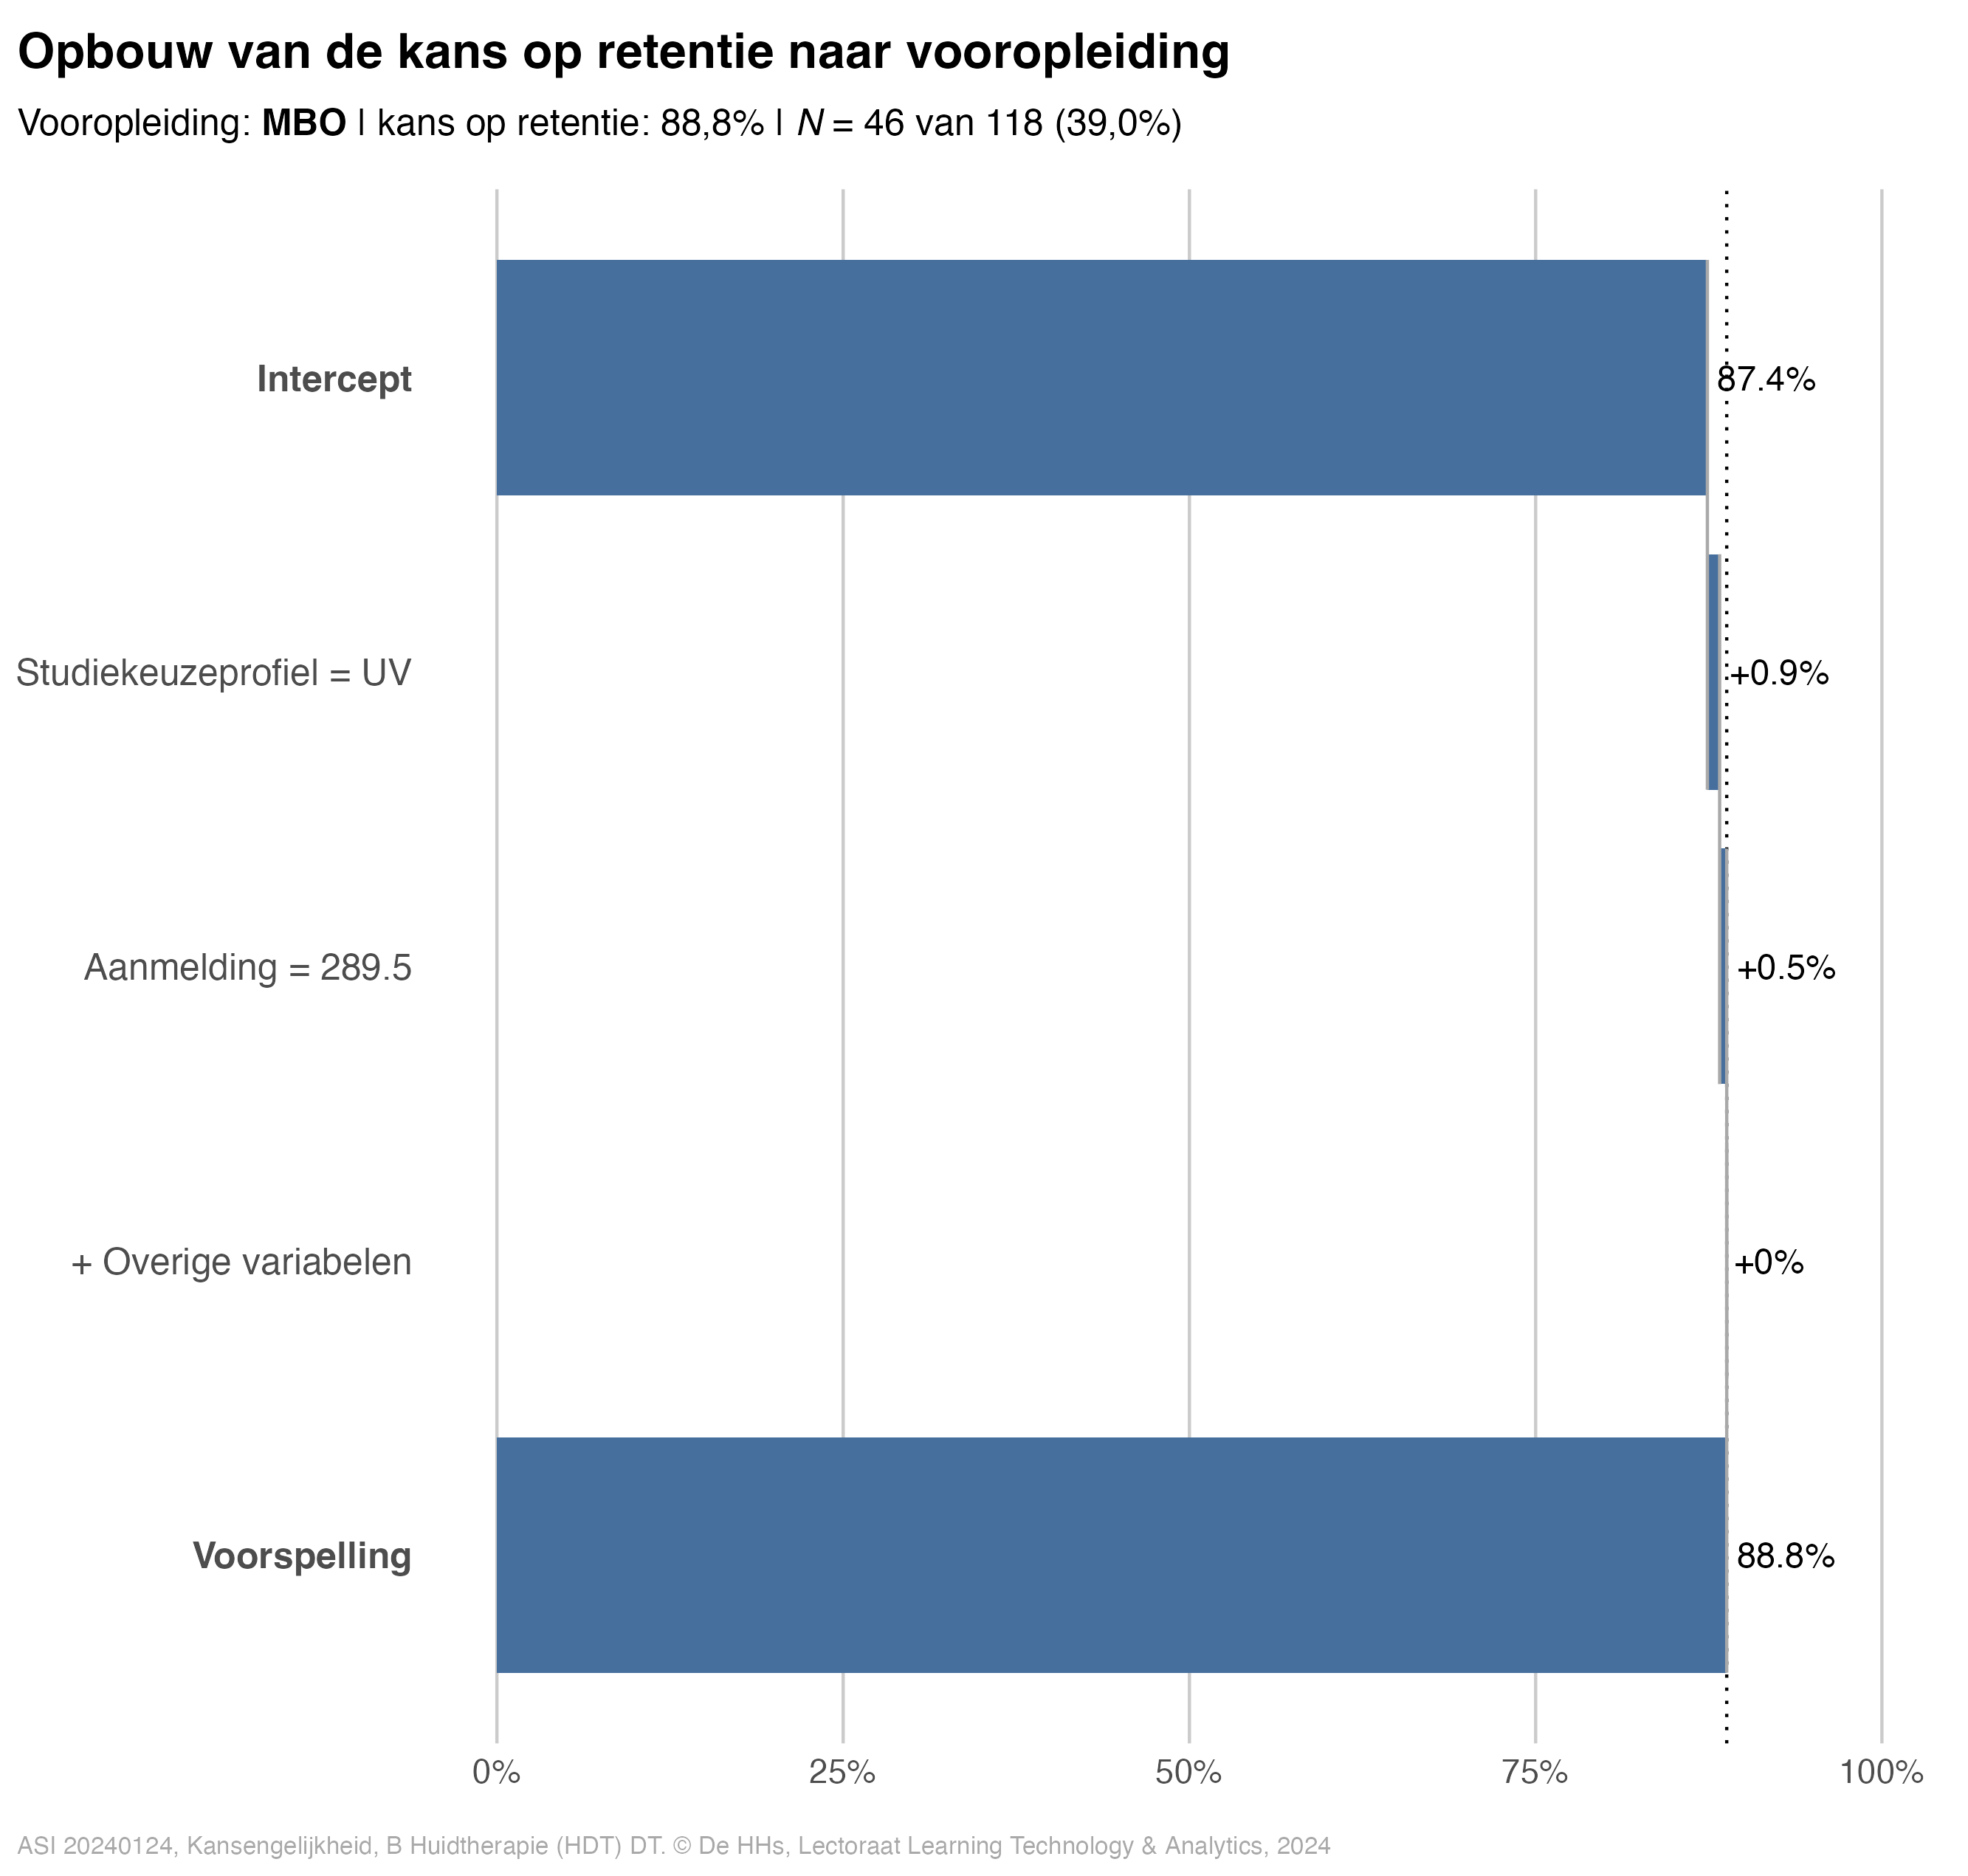 Opbouw van de kans op retentie naar vooropleiding
Vooropleiding: MBO | kans op retentie: 88,8% | N = 46 van 118 (39,0%)
Intercept
87.4%
Studiekeuzeprofiel = UV
+0.9%
Aanmelding = 289.5
+0.5%
+ Overige variabelen
+0%
Voorspelling
88.8%
0% 25% 50% 75% 100%
ASI 20240124, Kansengelijkheid, B Huidtherapie (HDT) DT. © De HHs, Lectoraat Learning Technology & Analytics, 2024